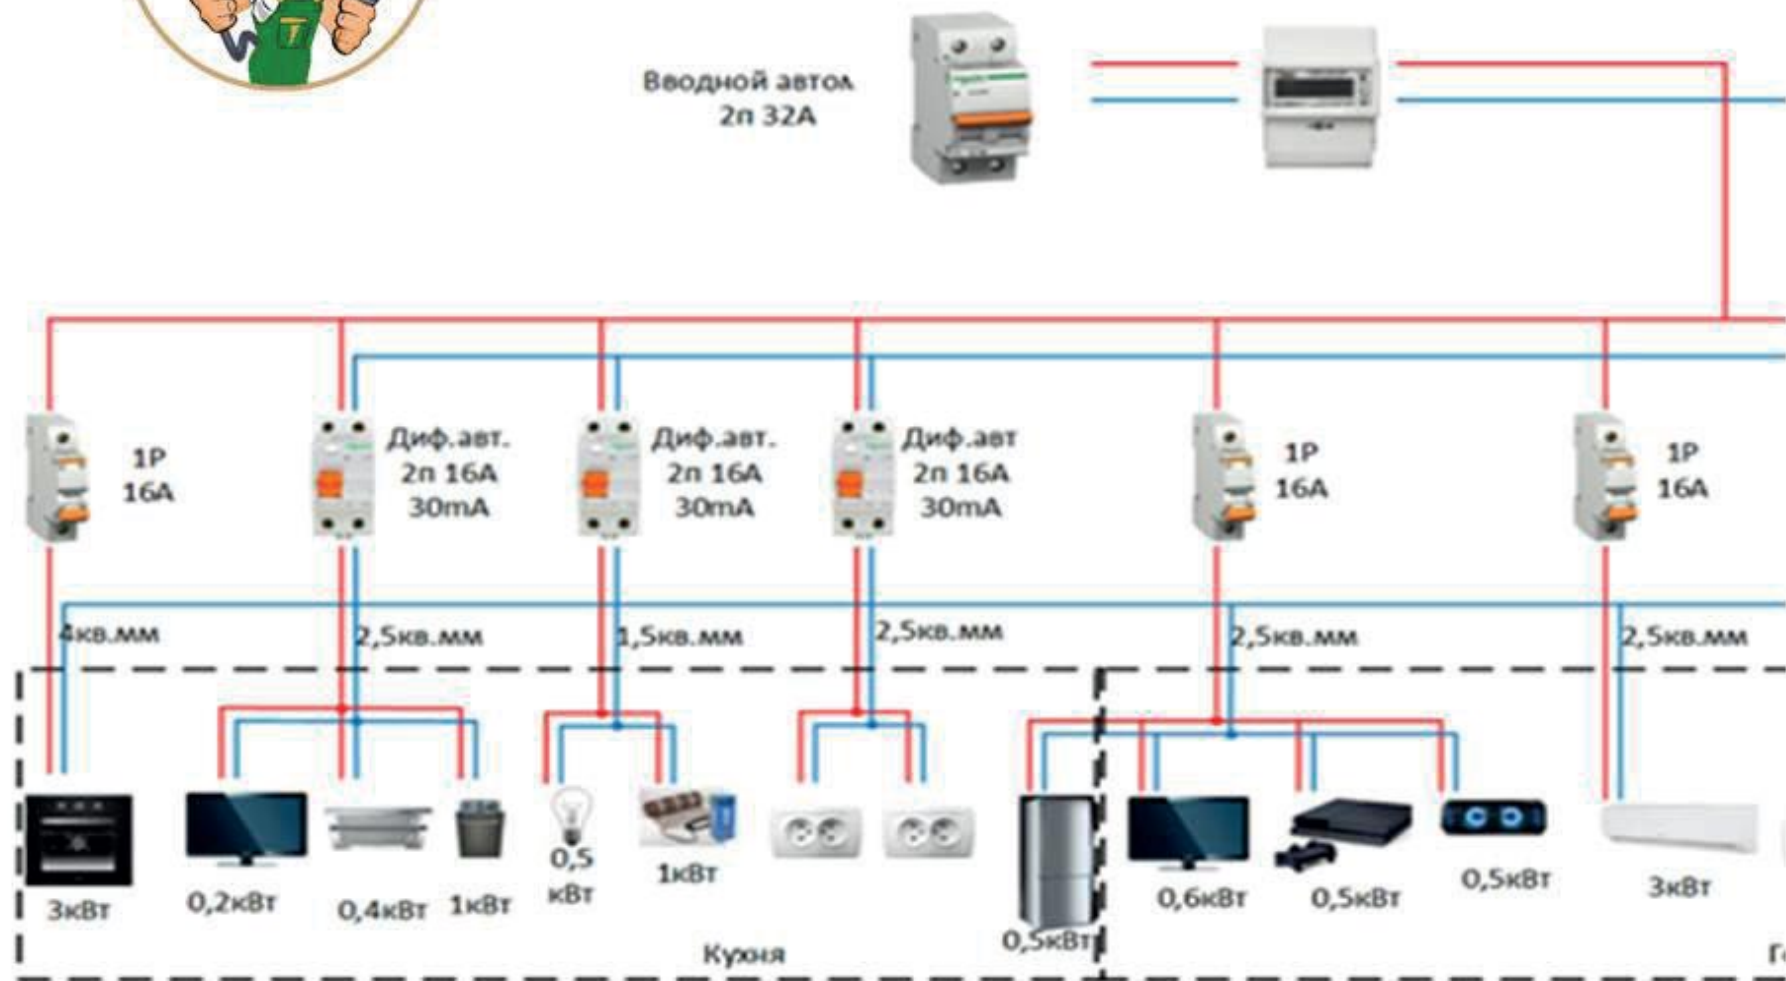 Вводной автом
2п 32А
1Р
16А
Диф.авт.
2п 16А
30mA
Диф.авт.
2п 16А
30mA
Диф.авт
2п 16А
30mA
1Р
16А
1Р
16А
4кв.мм
2,5кв.мм
1,5кв.мм
2,5кв.мм
2,5кв.мм
2,5кв.мм
3кВт
0,2кВт
0,4кВт
1кВт
0,5
кВт
1кВт
0,5кВт
0,6кВт
0,5кВт
0,5кВт
3кВт
Кухня